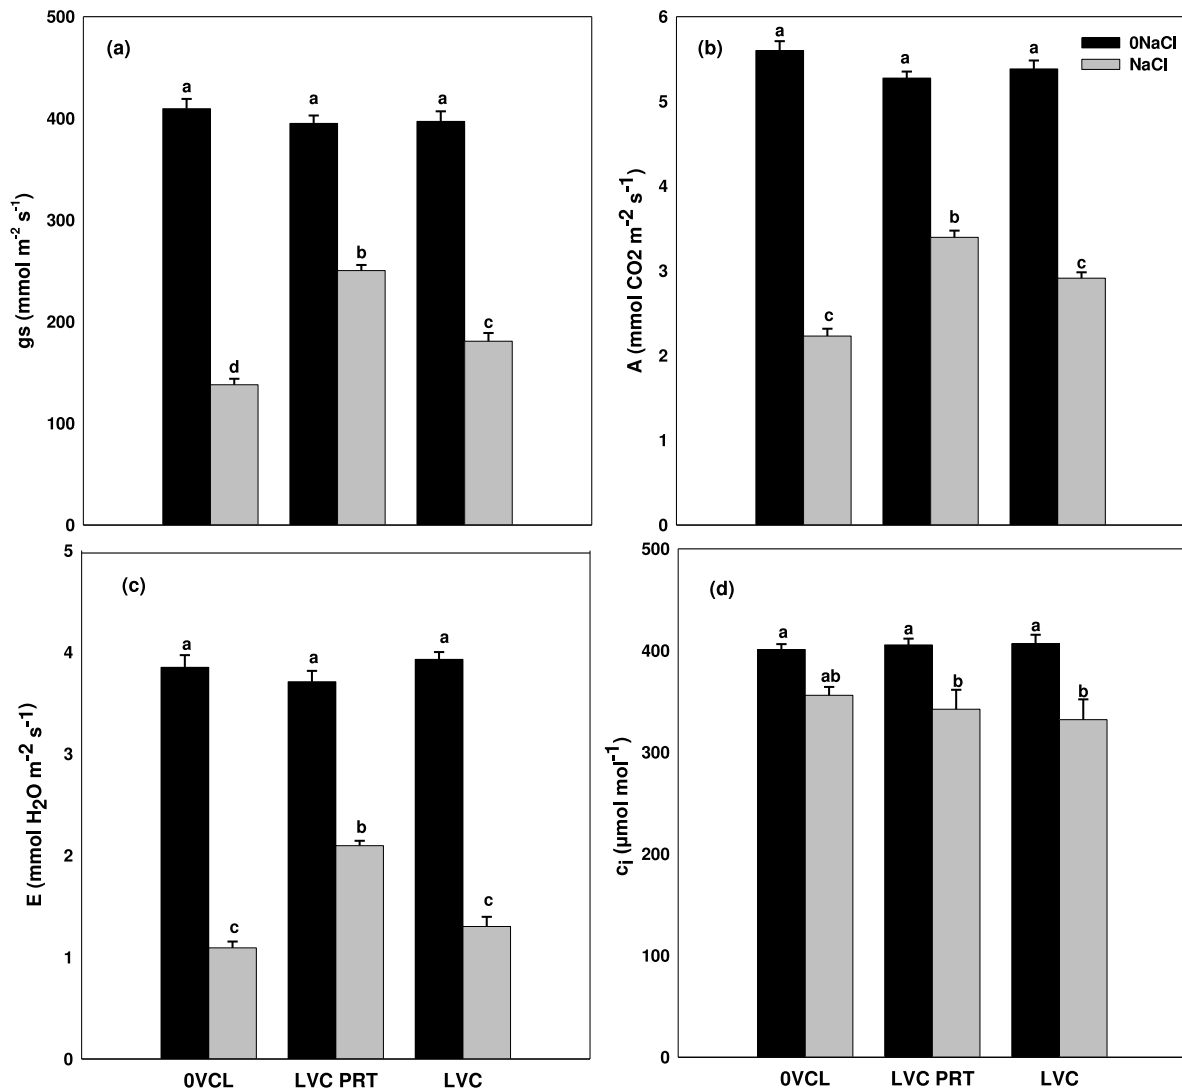 (a)
500
400
300
200
100
0
gs (mmol m-2 s-1)
a
a
a
d
b
c
(b)
0NaCl
NaCl
6
5
4
3
2
1
0
A (mmol CO2 m-2 s-1)
a
a
a
c
b
c
(c)
5
4
3
2
1
0
E (mmol H2O m-2 s-1)
a
a
a
c
b
c
0VCL
LVC PRT
LVC
(d)
500
400
300
200
100
0
ci (µmol mol-1)
a
a
a
ab
b
b
0VCL
LVC PRT
LVC